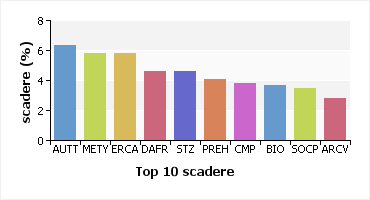 8
6
4
2
0
scadere (%)
AUTT METY ERCA DAFR STZ PREH CMP BIO SOCP ARCV
Top 10 scadere